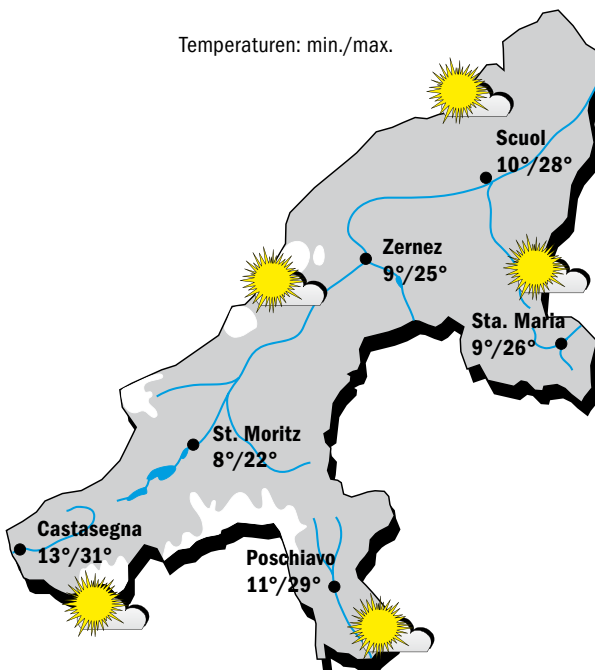 Temperaturen: min./max.
Scuol
10°/28°
Zernez
9°/25°
Sta. Maria
9°/26°
St. Moritz
8°/22°
Castasegna
13°/31°
Poschiavo
11°/29°